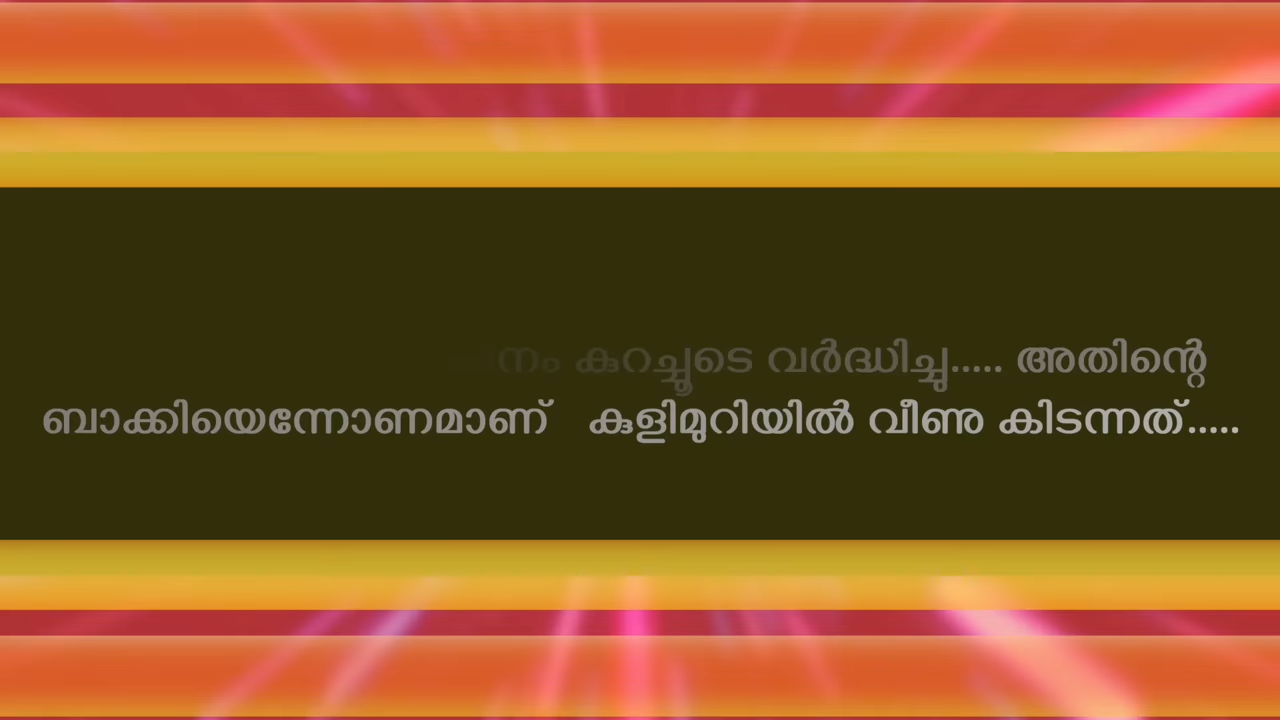 കുറച്ചൂടെ വർദ്ധിച്ചു..... അതിന്റെ
ബാക്കിയെന്നോണമാണ് കുളിമുറിയിൽ വീണു കിടന്നത്.....